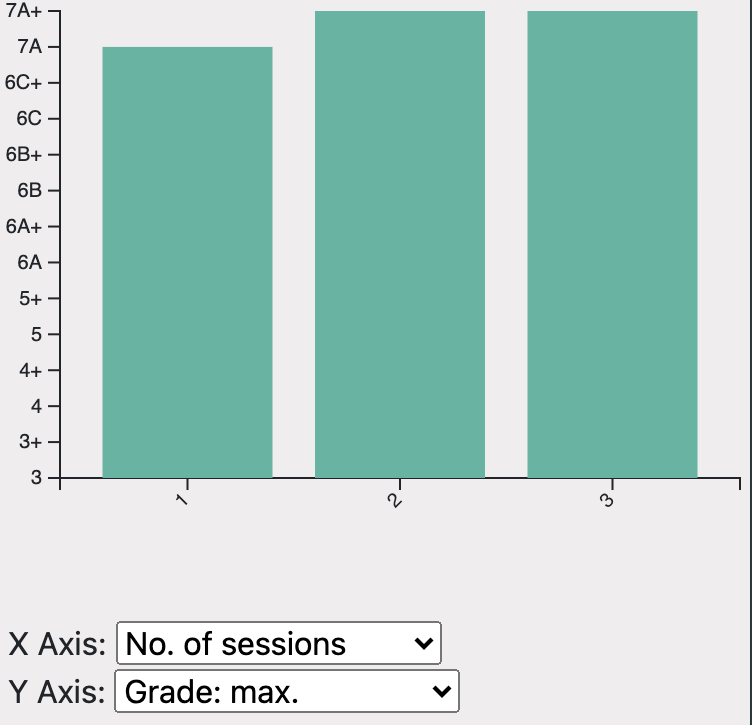 7A+
7A
6C+
6C
6B+
6B
6A+
6A
5+
5
4+
4
3+
3
1
2
3
X Axis: No. of sessions
Y Axis: Grade: max.